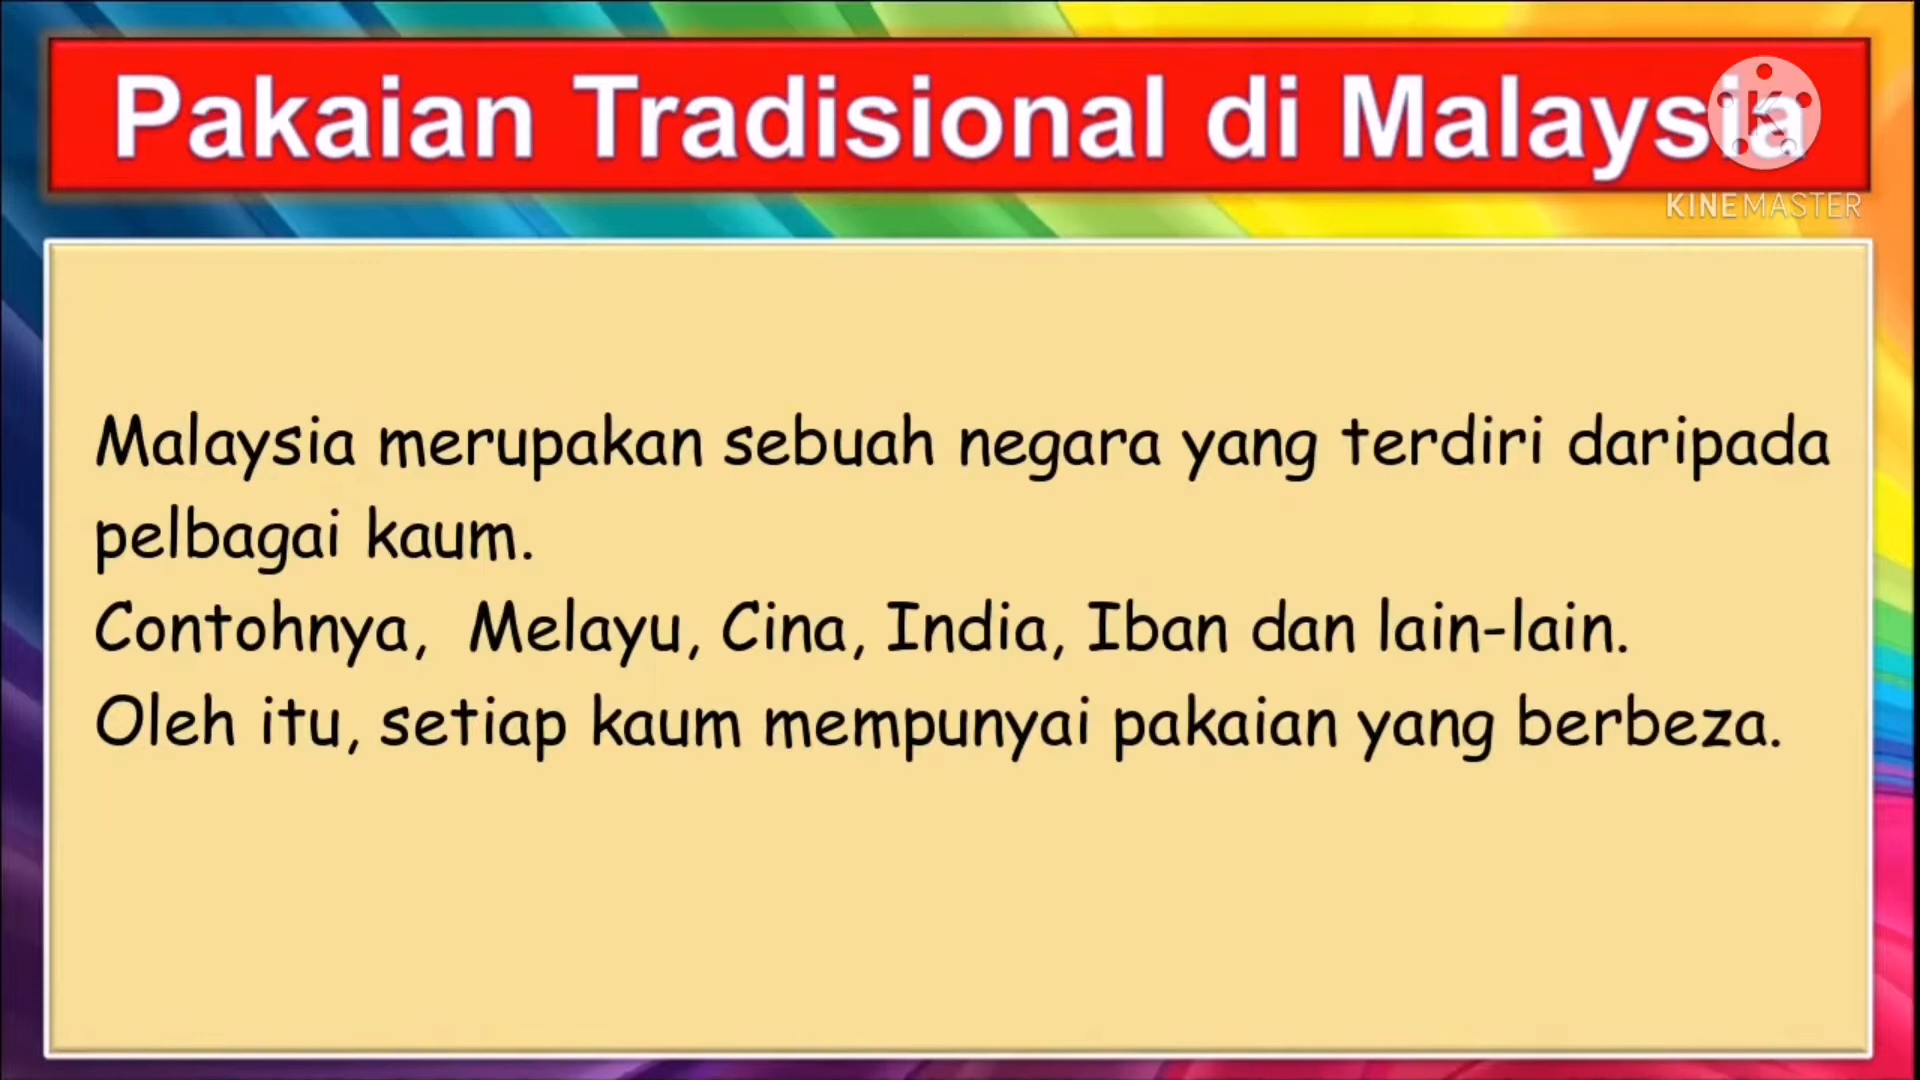 Pakaian Tradisional di Malaysia
KINEMASTER
Malaysia merupakan sebuah negara yang terdiri daripada
pelbagai kaum.
Contohnya, Melayu, Cina, India, Iban dan lain-lain.
Oleh itu, setiap kaum mempunyai pakaian yang berbeza.